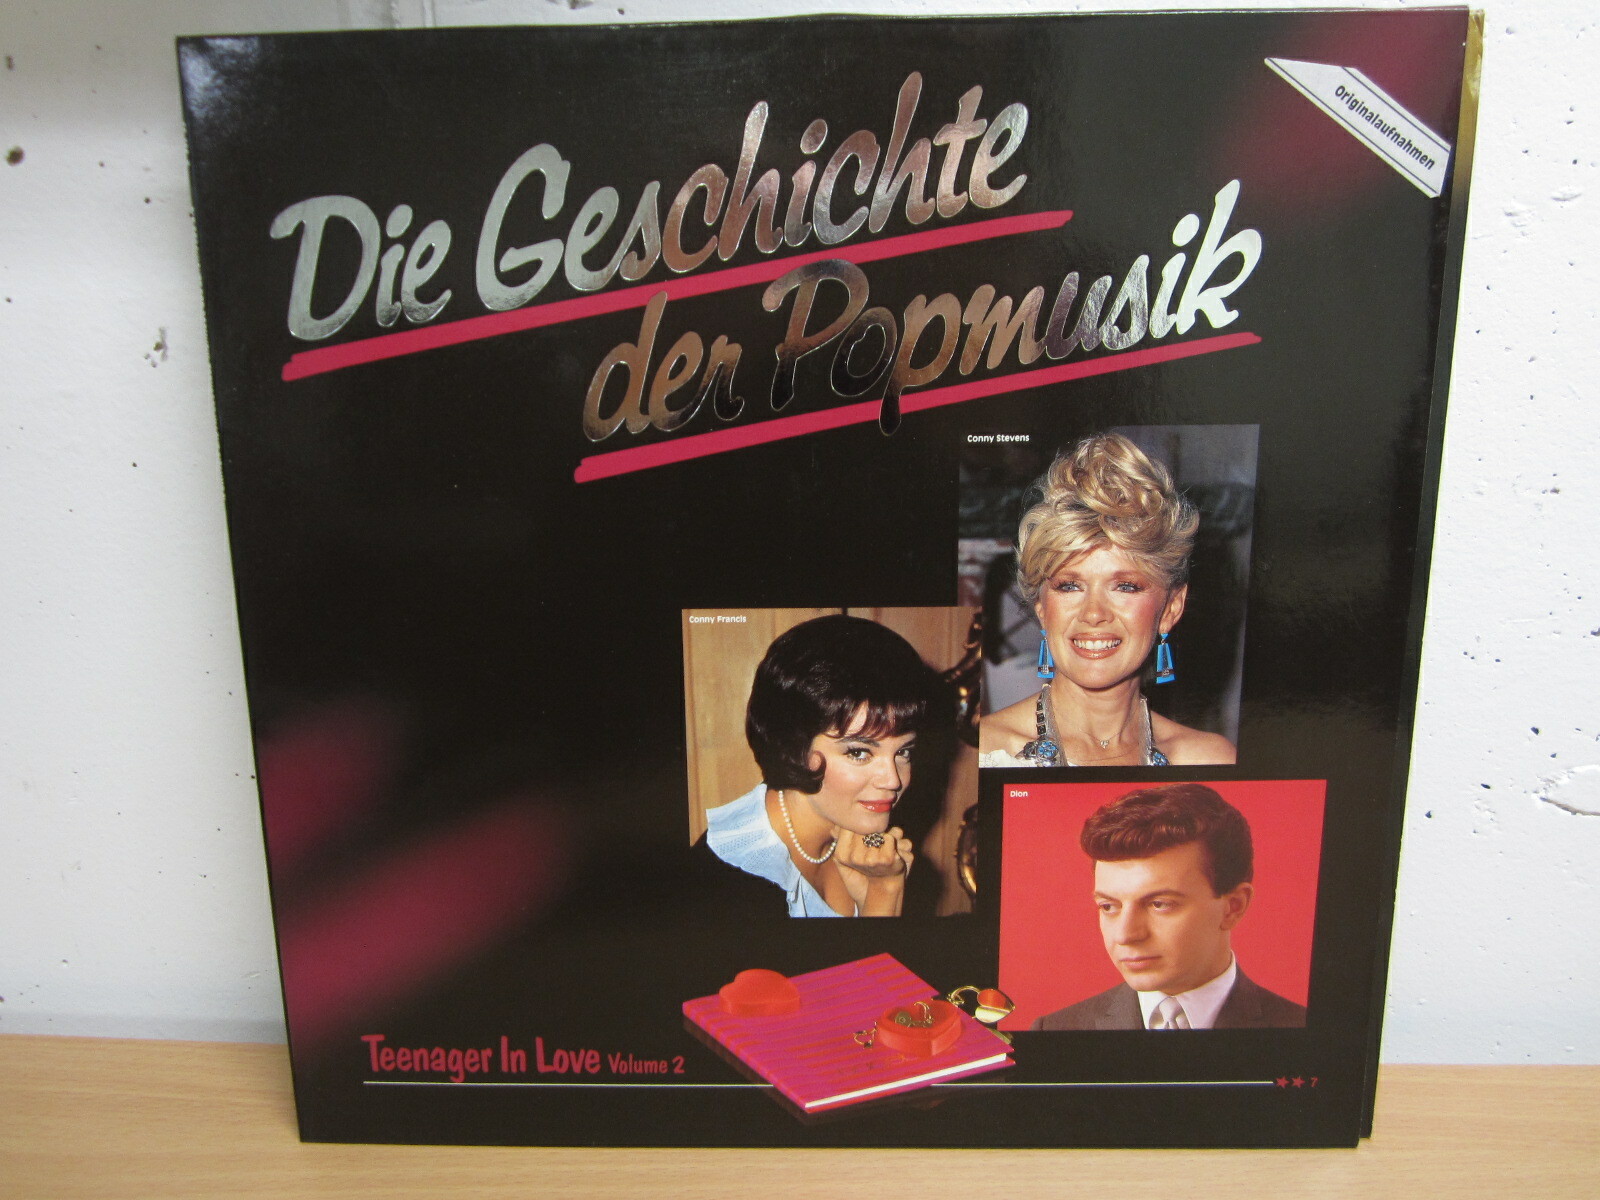 Originalaufnahmen
Die Geschichte
der Popmusik
Conny Stevens
Conny Francis
Dion
Teenager In Love Volume 2
★★ 7